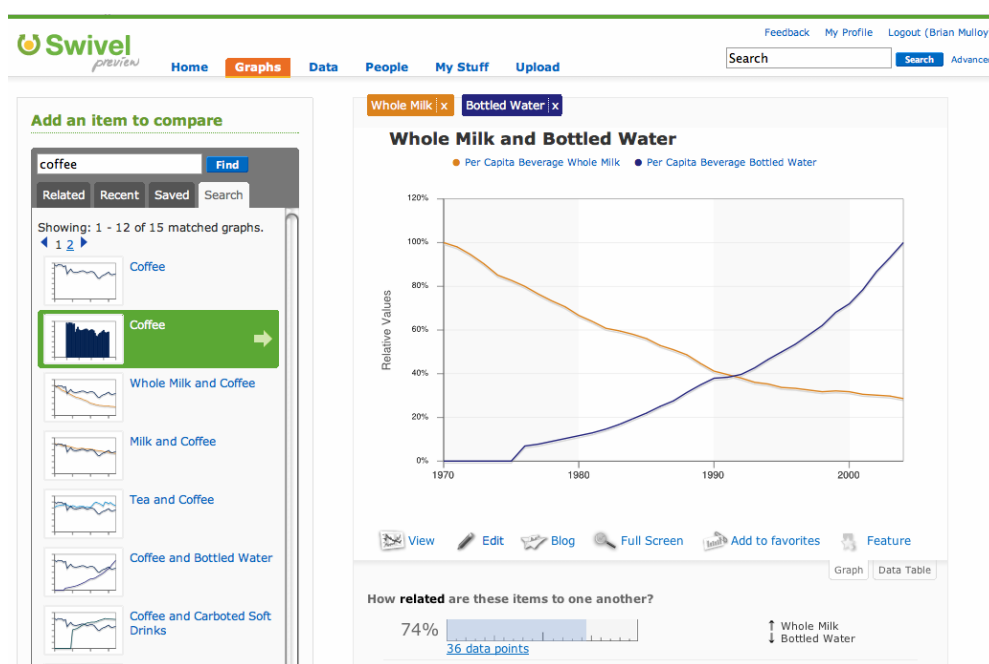 Feedback My Profile Logout (Brian Mulloy
Swivel
preview
Home Graphs Data People My Stuff Upload
Search Search Advance
Add an item to compare
coffee Find
Related Recent Saved Search
Showing: 1 - 12 of 15 matched graphs.
1 2
Coffee
Coffee
Whole Milk and Coffee
Milk and Coffee
Tea and Coffee
Coffee and Bottled Water
Coffee and Carboted Soft
Drinks
Whole Milk x Bottled Water x
Whole Milk and Bottled Water
Per Capita Beverage Whole Milk Per Capita Beverage Bottled Water
Relative Values
120%
100%
80%
60%
40%
20%
0%
1970 1980 1990 2000
View Edit Blog Full Screen Add to favorites Feature
Graph Data Table
How related are these items to one another?
74%
36 data points
↑ Whole Milk
↓ Bottled Water